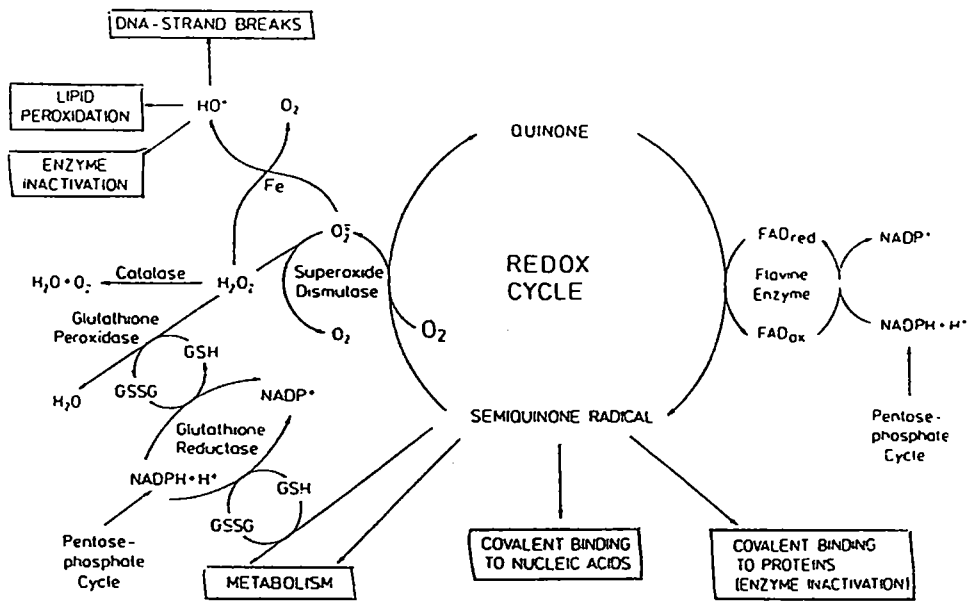 DNA-STRAND BREAKS
LIPID
PEROXIDATION
HO•
O₂
ENZYME
INACTIVATION
Fe
QUINONE
O₂⁻
REDOX
CYCLE
FADred
NADP⁺
Flavine
Enzyme
FADox
NADPH + H⁺
H₂O + O₂
Catalase
H₂O₂
Superoxide
Dismutase
O₂
O₂
Glutathione
Peroxidase
GSH
GSSG
H₂O
NADP⁺
Glutathione
Reductase
SEMIQUINONE RADICAL
Pentose-
phosphate
Cycle
NADPH + H⁺
GSH
GSSG
Pentose-
phosphate
Cycle
METABOLISM
COVALENT BINDING
TO NUCLEIC ACIDS
COVALENT BINDING
TO PROTEINS
(ENZYME INACTIVATION)